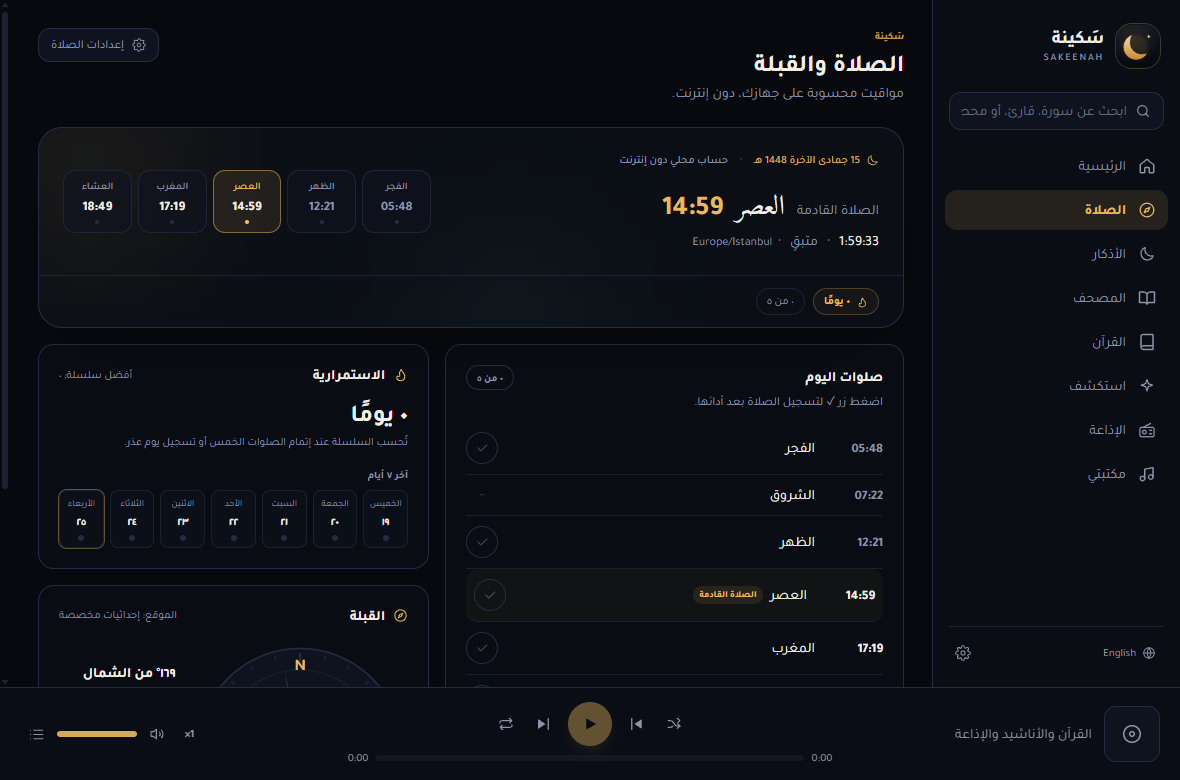 سَكينة
SAKEENAH
ابحث عن سورة، قارئ، أو محد
الرئيسية
الصلاة
الأذكار
المصحف
القرآن
استكشف
الإذاعة
مكتبتي
English
سَكينة
الصلاة والقبلة
مواقيت محسوبة على جهازك، دون إنترنت.
إعدادات الصلاة
15 جمادى الآخرة 1448 هـ · حساب محلي دون إنترنت
الصلاة القادمة العصر 14:59
1:59:33 · متبقٍ · Europe/Istanbul
الفجر
05:48
الظهر
12:21
العصر
14:59
المغرب
17:19
العشاء
18:49
٠ يومًا
٠ من ٥
صلوات اليوم
٠ من ٥
اضغط زر ✓ لتسجيل الصلاة بعد أدائها.
05:48 الفجر
07:22 الشروق –
12:21 الظهر
14:59 العصر الصلاة القادمة
17:19 المغرب
الاستمرارية
أفضل سلسلة: ٠
٠ يومًا
تُحسب السلسلة عند إتمام الصلوات الخمس أو تسجيل يوم عذر.
آخر ٧ أيام
الخميس
١٩
الجمعة
٢٠
السبت
٢١
الأحد
٢٢
الاثنين
٢٣
الثلاثاء
٢٤
الأربعاء
٢٥
القبلة
الموقع: إحداثيات مخصصة
N
١٦٩° من الشمال
القرآن والأناشيد والإذاعة
0:00
0:00
x1